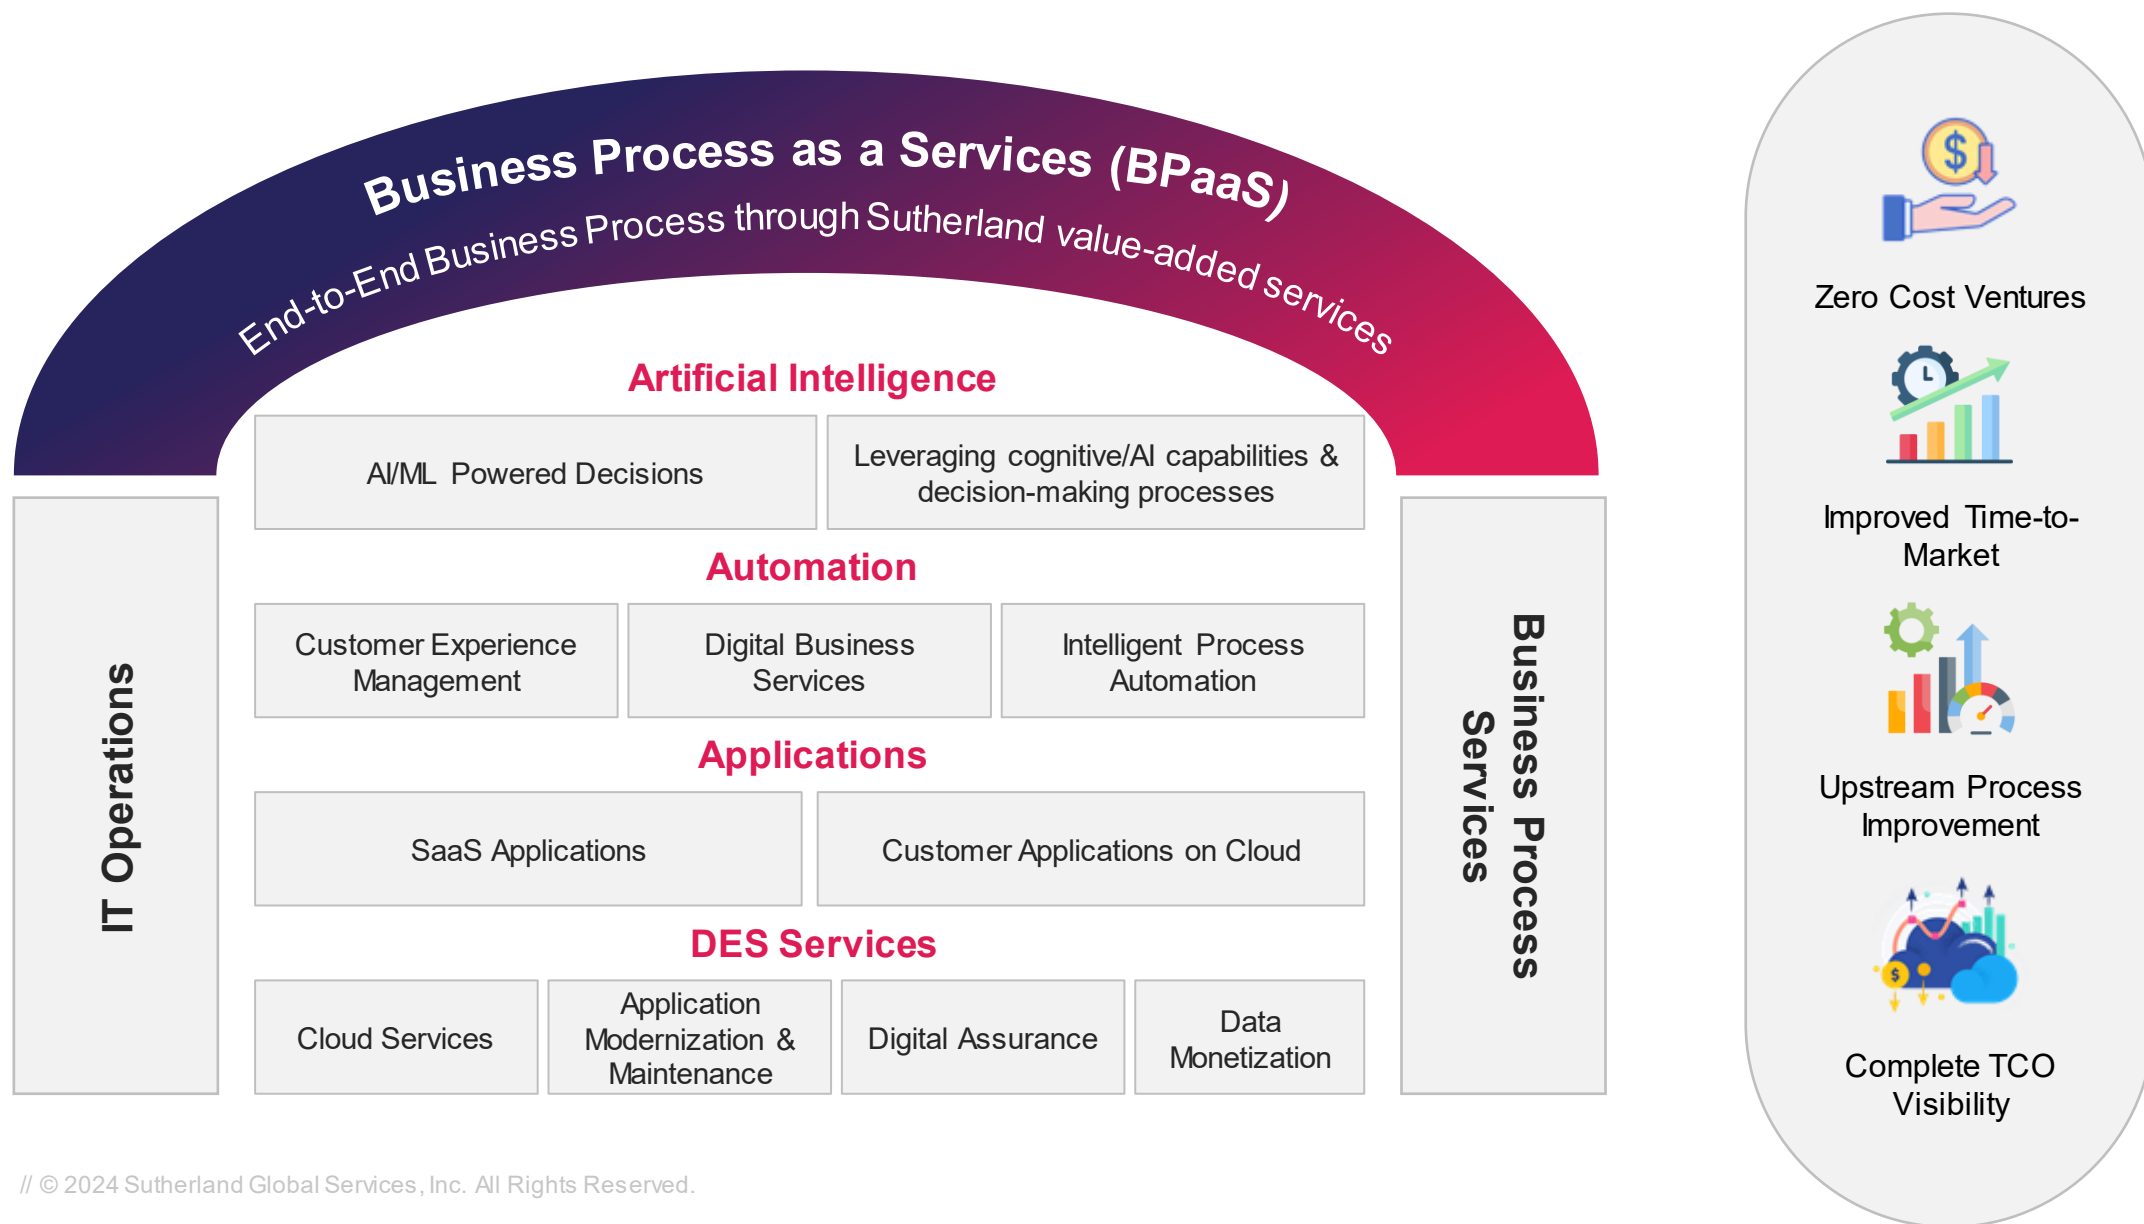 Business Process as a Services (BPaaS)
End-to-End Business Process through Sutherland value-added services
Artificial Intelligence
AI/ML Powered Decisions
Leveraging cognitive/AI capabilities &
decision-making processes
Automation
Customer Experience
Management
Digital Business
Services
Intelligent Process
Automation
Applications
SaaS Applications
Customer Applications on Cloud
DES Services
Cloud Services
Application
Modernization &
Maintenance
Digital Assurance
Data
Monetization
IT Operations
Business Process
Services
Zero Cost Ventures
Improved Time-to-
Market
Upstream Process
Improvement
Complete TCO
Visibility
// © 2024 Sutherland Global Services, Inc. All Rights Reserved.